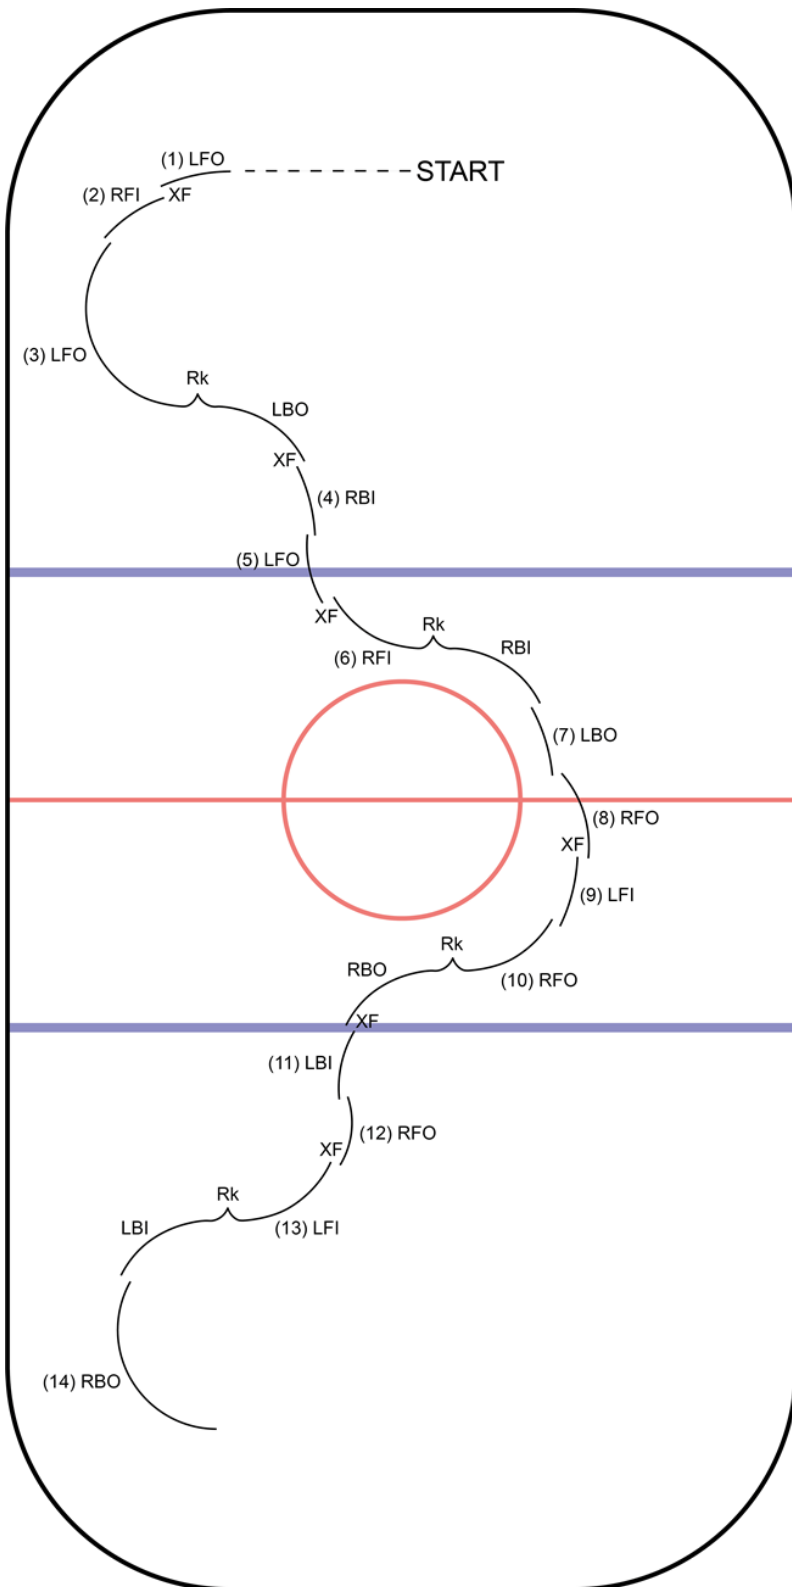 (1) LFO
START
(2) RFI
XF
(3) LFO
Rk
LBO
XF
(4) RBI
(5) LFO
XF
(6) RFI
Rk
RBI
(7) LBO
(8) RFO
XF
(9) LFI
Rk
RBO
(10) RFO
XF
(11) LBI
(12) RFO
XF
Rk
LBI
(13) LFI
(14) RBO